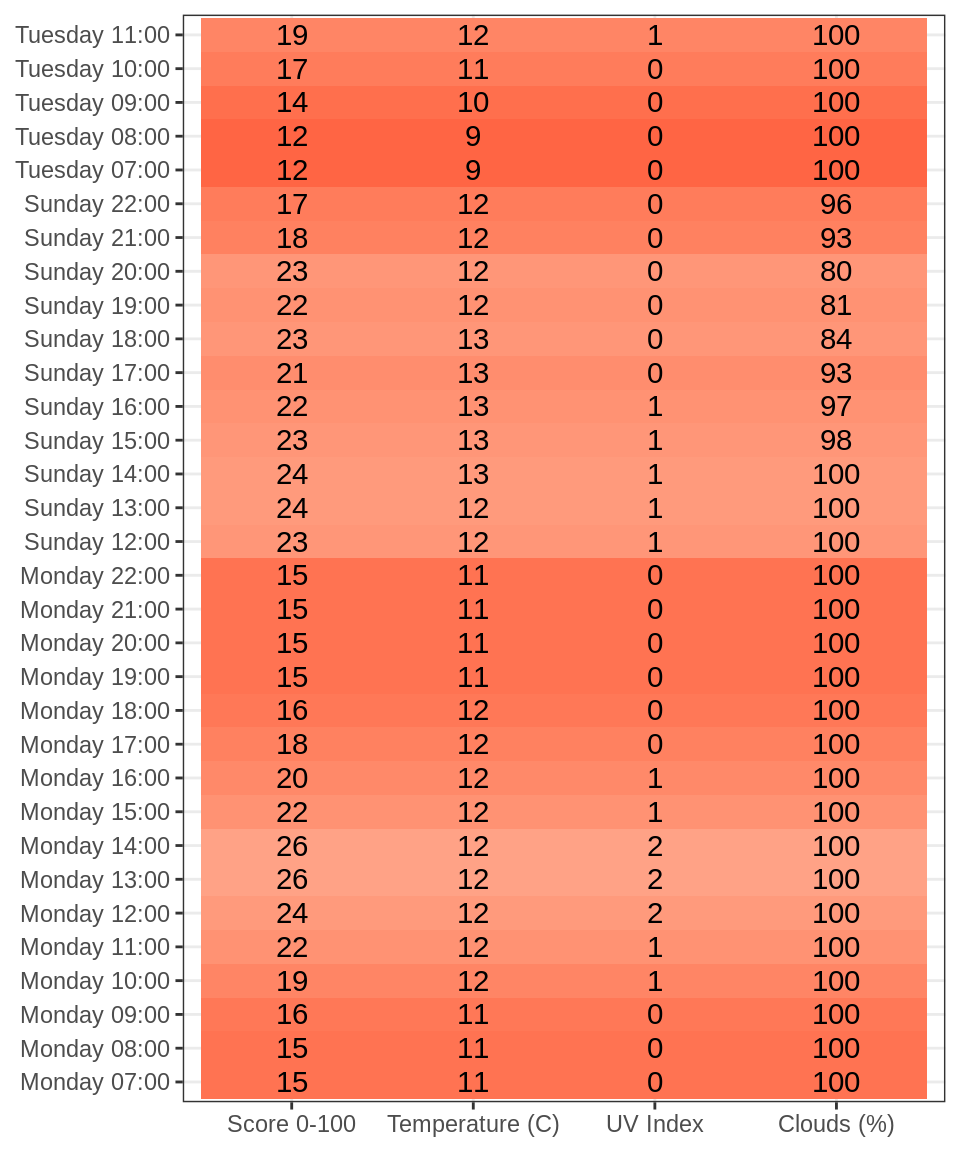 Tuesday 11:00 19 12 1 100
Tuesday 10:00 17 11 0 100
Tuesday 09:00 14 10 0 100
Tuesday 08:00 12 9 0 100
Tuesday 07:00 12 9 0 100
Sunday 22:00 17 12 0 96
Sunday 21:00 18 12 0 93
Sunday 20:00 23 12 0 80
Sunday 19:00 22 12 0 81
Sunday 18:00 23 13 0 84
Sunday 17:00 21 13 0 93
Sunday 16:00 22 13 1 97
Sunday 15:00 23 13 1 98
Sunday 14:00 24 13 1 100
Sunday 13:00 24 12 1 100
Sunday 12:00 23 12 1 100
Monday 22:00 15 11 0 100
Monday 21:00 15 11 0 100
Monday 20:00 15 11 0 100
Monday 19:00 15 11 0 100
Monday 18:00 16 12 0 100
Monday 17:00 18 12 0 100
Monday 16:00 20 12 1 100
Monday 15:00 22 12 1 100
Monday 14:00 26 12 2 100
Monday 13:00 26 12 2 100
Monday 12:00 24 12 2 100
Monday 11:00 22 12 1 100
Monday 10:00 19 12 1 100
Monday 09:00 16 11 0 100
Monday 08:00 15 11 0 100
Monday 07:00 15 11 0 100
Score 0-100 Temperature (C) UV Index Clouds (%)